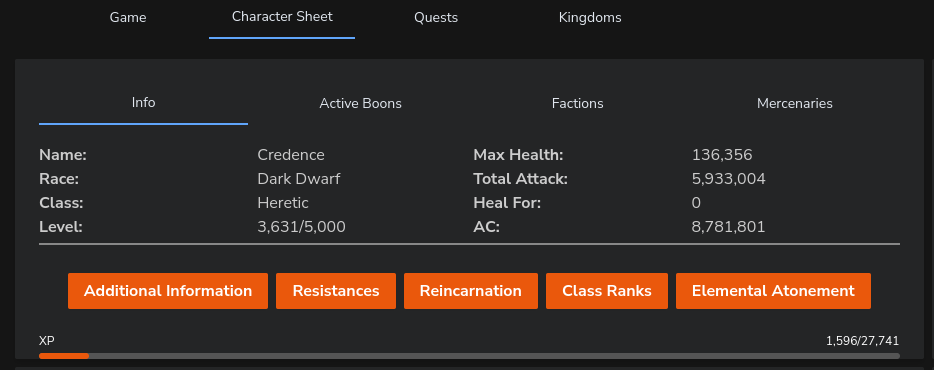 Game Character Sheet Quests Kingdoms
Info Active Boons Factions Mercenaries
Name: Credence Max Health: 136,356
Race: Dark Dwarf Total Attack: 5,933,004
Class: Heretic Heal For: 0
Level: 3,631/5,000 AC: 8,781,801
Additional Information Resistances Reincarnation Class Ranks Elemental Atonement
XP 1,596/27,741